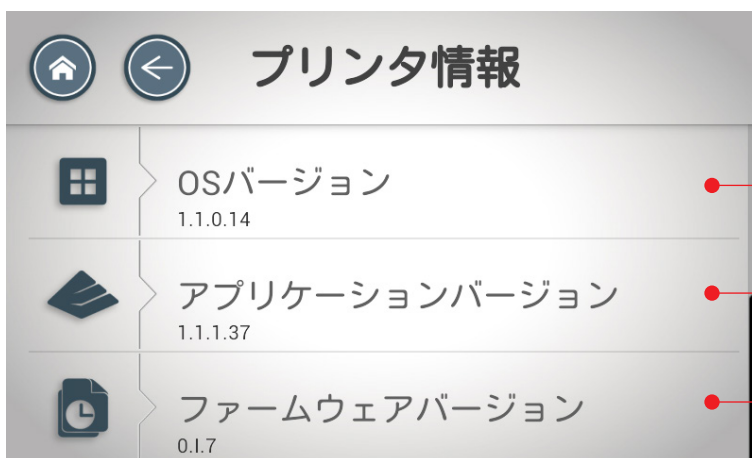 プリンタ情報
OSバージョン
1.1.0.14
アプリケーションバージョン
1.1.1.37
ファームウェアバージョン
0.I.7